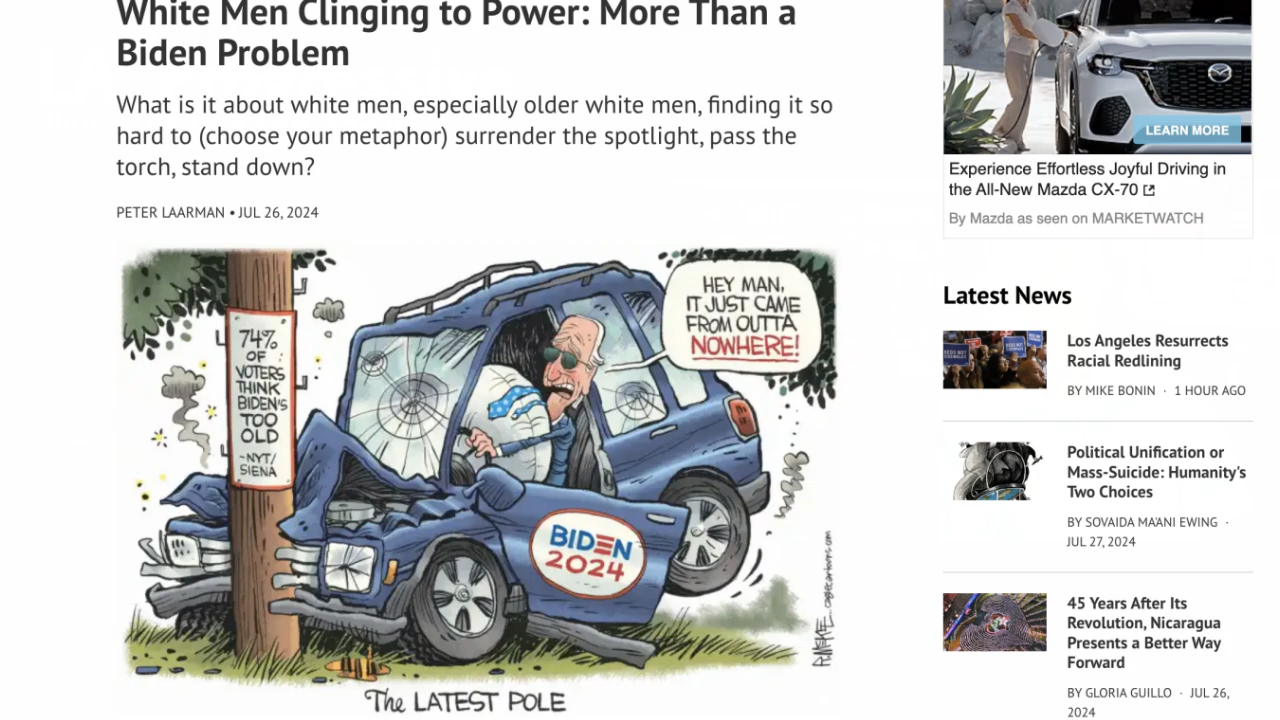 White Men Clinging to Power: More Than a
Biden Problem
What is it about white men, especially older white men, finding it so
hard to (choose your metaphor) surrender the spotlight, pass the
torch, stand down?
PETER LAARMAN • JUL 26, 2024
74%
OF
VOTERS
THINK
BIDEN'S
TOO
OLD
-NYT/
SIENA
HEY MAN,
IT JUST CAME
FROM OUTTA
NOWHERE!
BIDEN
2024
The LATEST POLE
LEARN MORE
Experience Effortless Joyful Driving in
the All-New Mazda CX-70
By Mazda as seen on MARKETWATCH
Latest News
Los Angeles Resurrects
Racial Redlining
BY MIKE BONIN · 1 HOUR AGO
Political Unification or
Mass-Suicide: Humanity's
Two Choices
BY SOVAIDA MA'ANI EWING ·
JUL 27, 2024
45 Years After Its
Revolution, Nicaragua
Presents a Better Way
Forward
BY GLORIA GUILLO · JUL 26,
2024